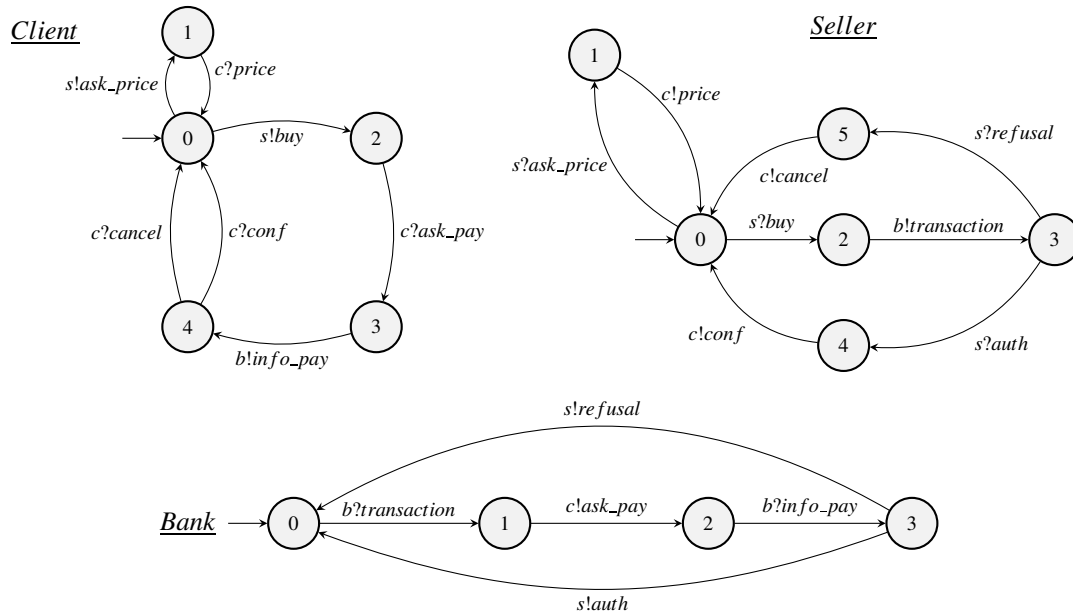 Client
1
s!ask_price
c?price
0
s!buy
2
c?cancel
c?conf
c?ask_pay
4
b!info_pay
3
Seller
1
c!price
s?ask_price
5
s?refusal
c!cancel
0
s?buy
2
b!transaction
3
c!conf
4
s?auth
s!refusal
Bank
0
b?transaction
1
c!ask_pay
2
b?info_pay
3
s!auth